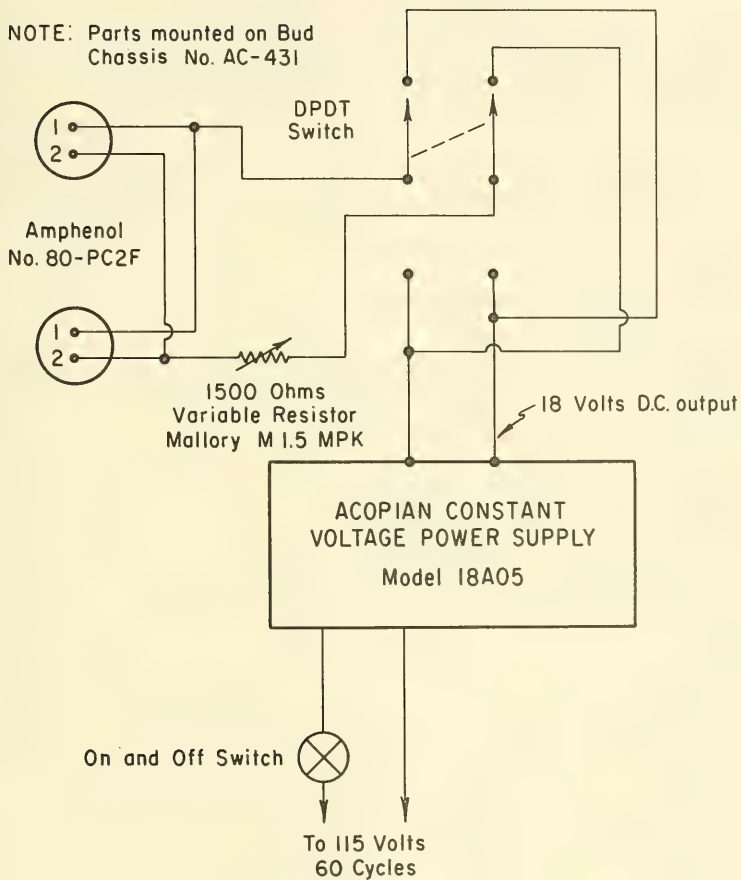 NOTE: Parts mounted on Bud
Chassis No. AC-431
DPDT
Switch
1
2
Amphenol
No. 80-PC2F
1
2
1500 Ohms
Variable Resistor
Mallory M 1.5 MPK
18 Volts D.C. output
ACOPIAN CONSTANT
VOLTAGE POWER SUPPLY
Model 18A05
On and Off Switch
To 115 Volts
60 Cycles